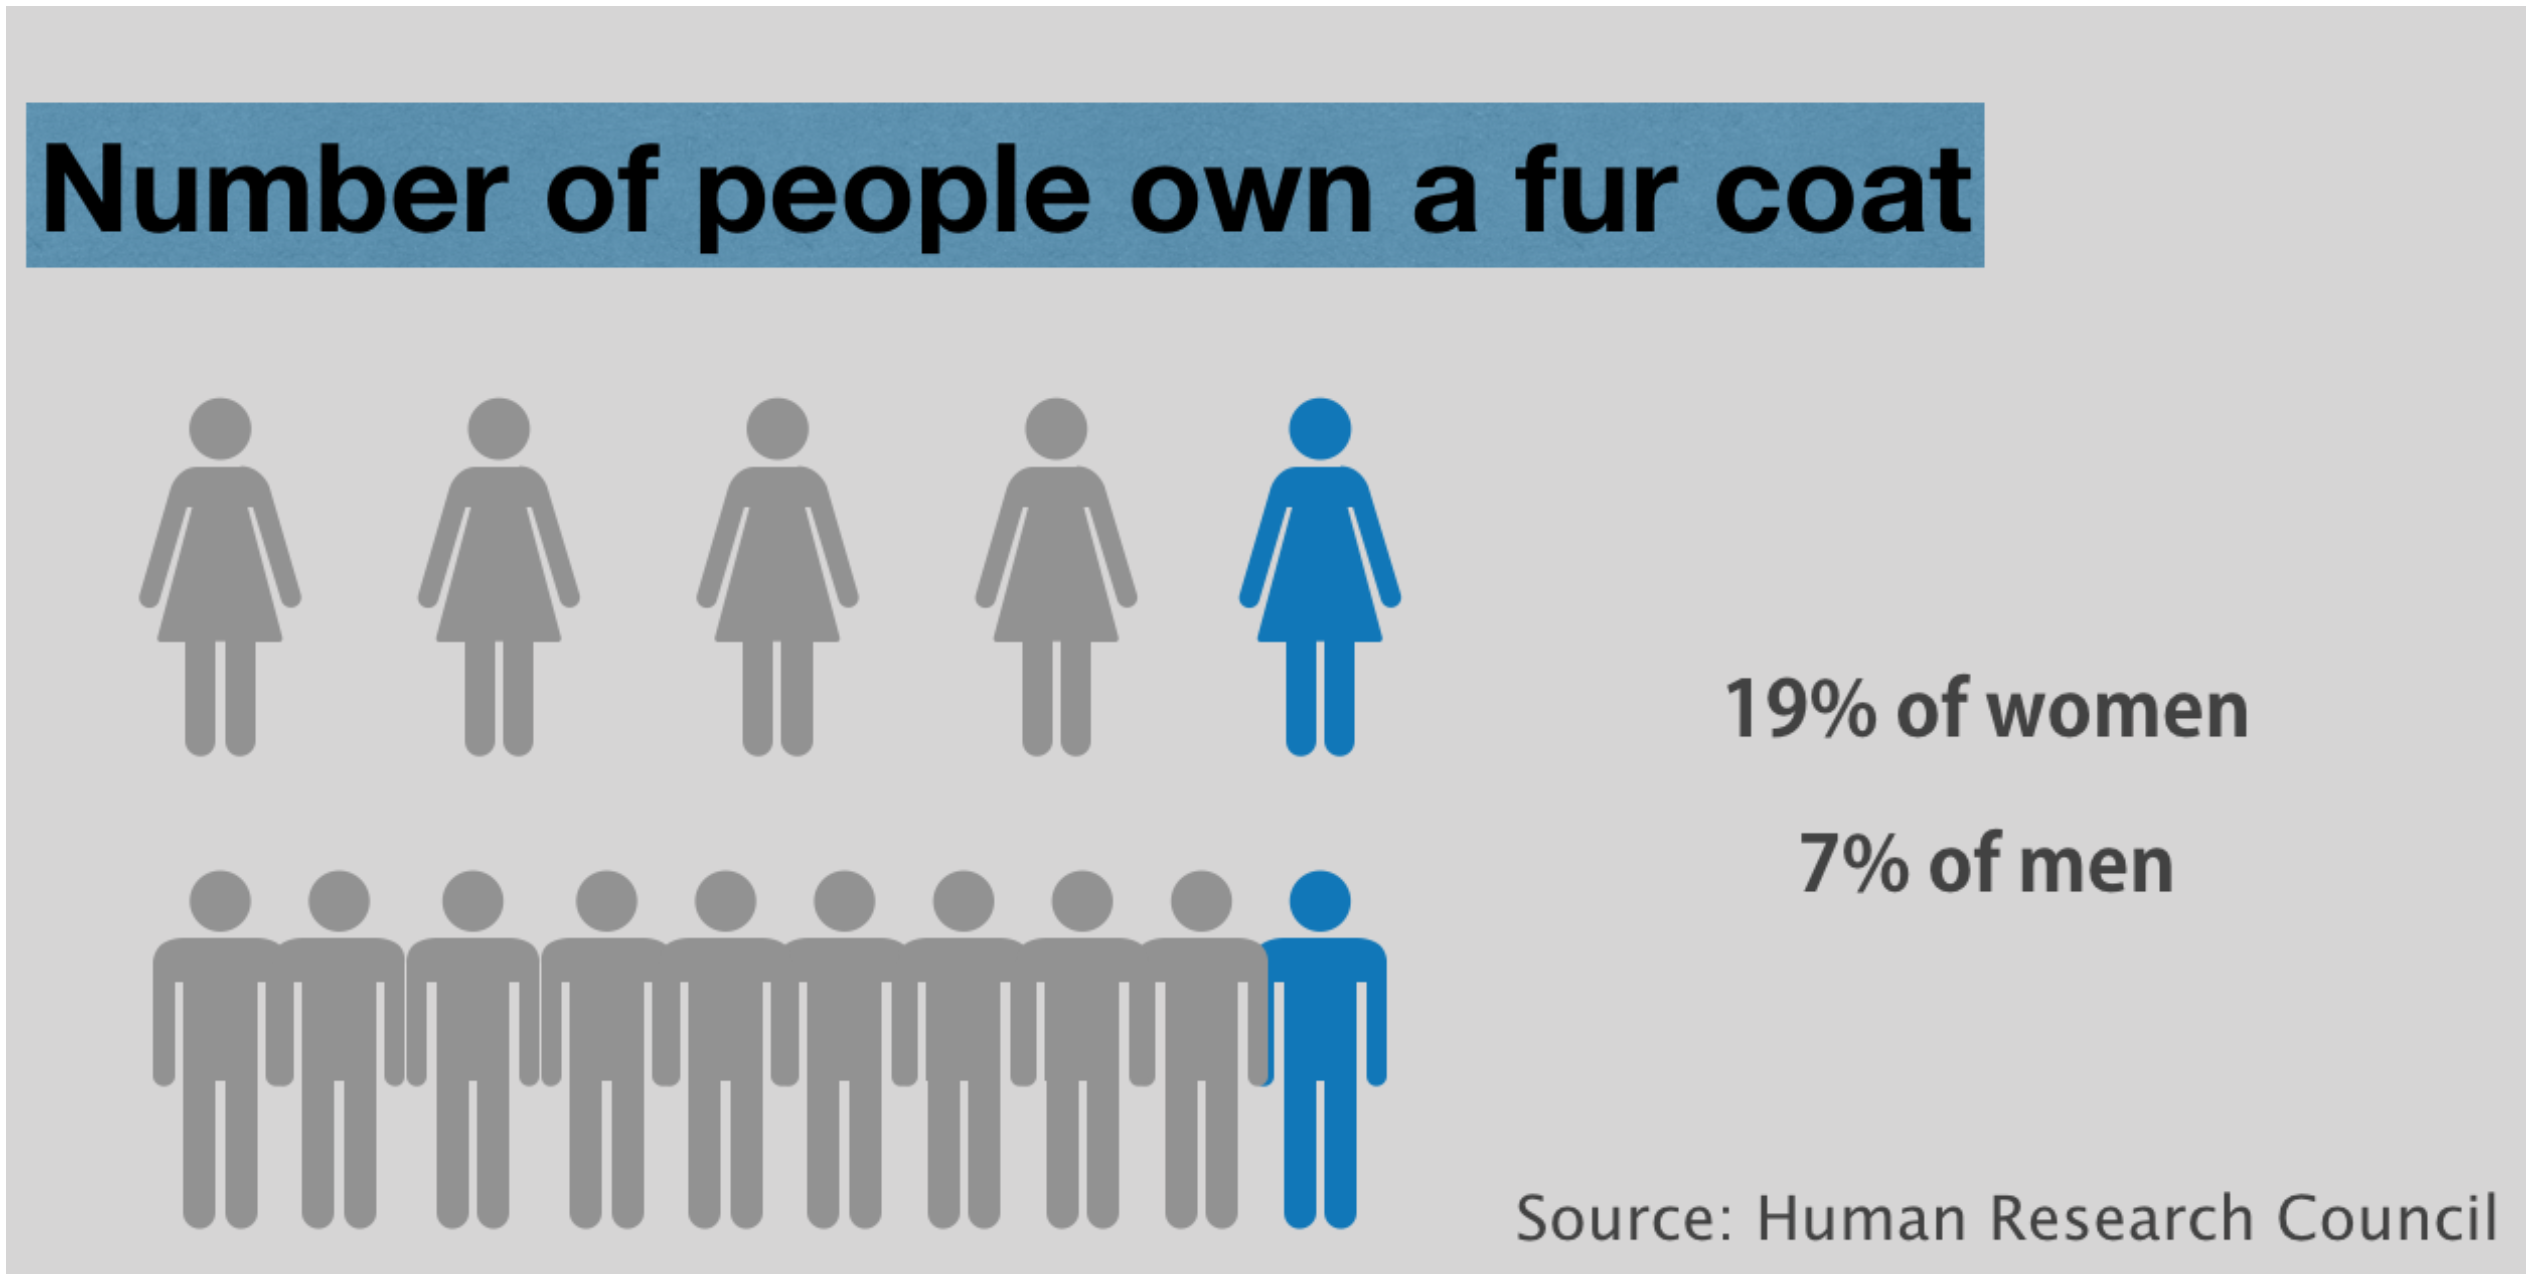 Number of people own a fur coat
19% of women
7% of men
Source: Human Research Council